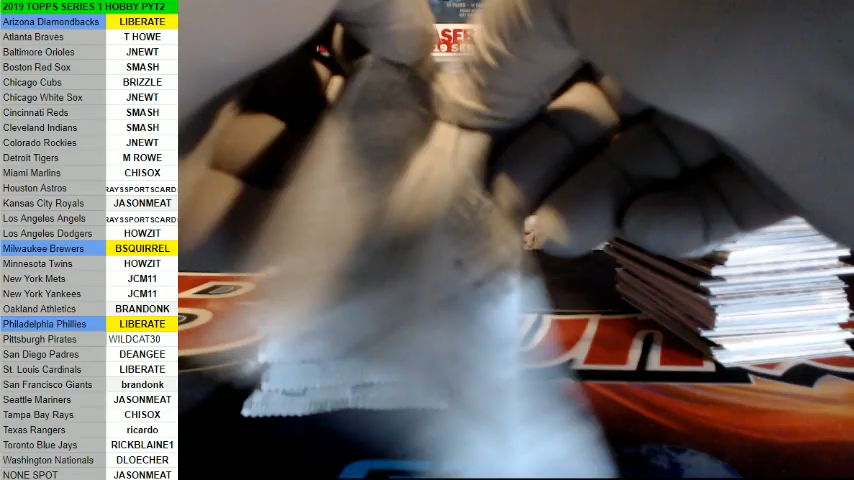 2019 TOPPS SERIES 1 HOBBY PYT2
Arizona Diamondbacks LIBERATE
Atlanta Braves T HOWE
Baltimore Orioles JNEWT
Boston Red Sox SMASH
Chicago Cubs BRIZZLE
Chicago White Sox JNEWT
Cincinnati Reds SMASH
Cleveland Indians SMASH
Colorado Rockies JNEWT
Detroit Tigers M ROWE
Miami Marlins CHISOX
Houston Astros RAYSSPORTSCARD
Kansas City Royals JASONMEAT
Los Angeles Angels RAYSSPORTSCARD
Los Angeles Dodgers HOWZIT
Milwaukee Brewers BSQUIRREL
Minnesota Twins HOWZIT
New York Mets JCM11
New York Yankees JCM11
Oakland Athletics BRANDONK
Philadelphia Phillies LIBERATE
Pittsburgh Pirates WILDCAT30
San Diego Padres DEANGEE
St. Louis Cardinals LIBERATE
San Francisco Giants brandonk
Seattle Mariners JASONMEAT
Tampa Bay Rays CHISOX
Texas Rangers ricardo
Toronto Blue Jays RICKBLAINE1
Washington Nationals DLOECHER
NONE SPOT JASONMEAT